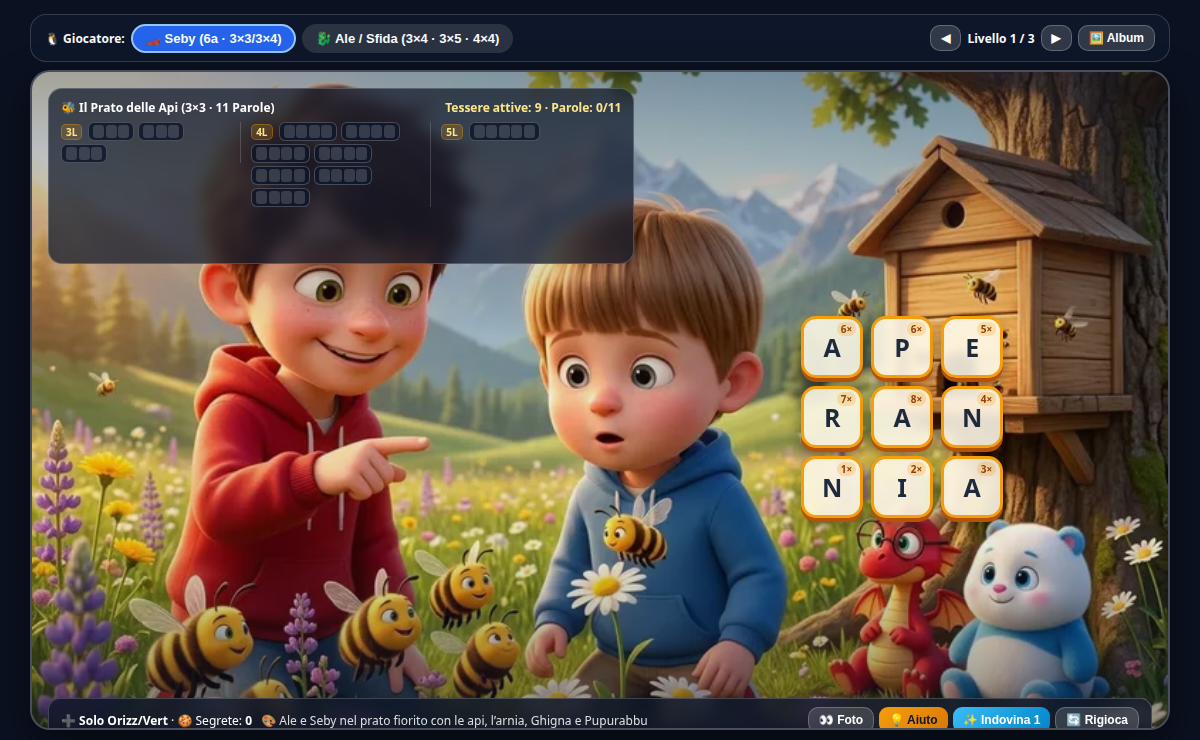 🐧 Giocatore: 🏎️ Seby (6a · 3×3/3×4) 🐉 Ale / Sfida (3×4 · 3×5 · 4×4) ◀ Livello 1 / 3 ▶ 🖼️ Album
🐝 Il Prato delle Api (3×3 · 11 Parole) Tessere attive: 9 · Parole: 0/11
3L 4L 5L
A 6× P 6× E 5×
R 7× A 8× N 4×
N 1× I 2× A 3×
➕ Solo Orizz/Vert · 🍪 Segrete: 0 🎨 Ale e Seby nel prato fiorito con le api, l’arnia, Ghigna e Pupurabbu 👀 Foto 💡 Aiuto ✨ Indovina 1 🔄 Rigioca